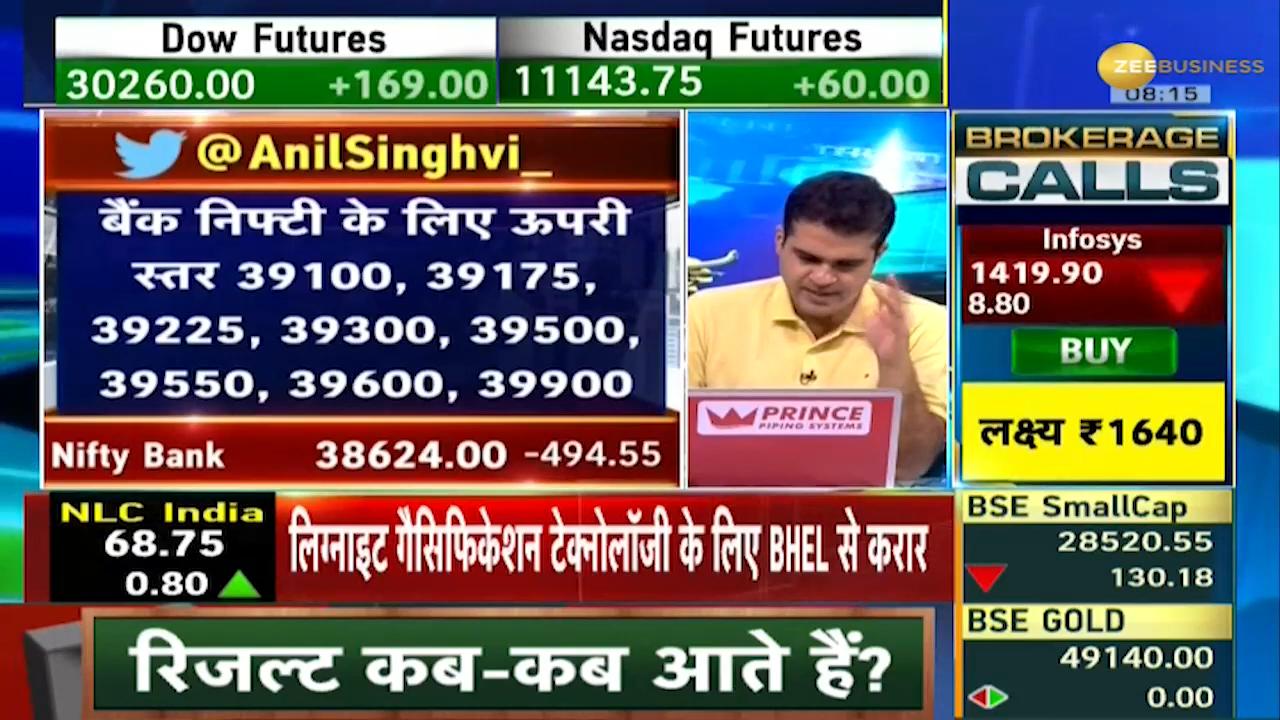 Dow Futures
30260.00 +169.00
Nasdaq Futures
11143.75 +60.00
ZEEBUSINESS
08:15
@AnilSinghvi_
बैंक निफ्टी के लिए ऊपरी
स्तर 39100, 39175,
39225, 39300, 39500,
39550, 39600, 39900
Nifty Bank 38624.00 -494.55
PRINCE
PIPING SYSTEMS
BROKERAGE
CALLS
Infosys
1419.90
8.80
BUY
लक्ष्य ₹1640
NLC India
68.75
0.80
लिग्नाइट गैसिफिकेशन टेक्नोलॉजी के लिए BHEL से करार
BSE SmallCap
28520.55
130.18
BSE GOLD
49140.00
0.00
रिजल्ट कब-कब आते हैं?